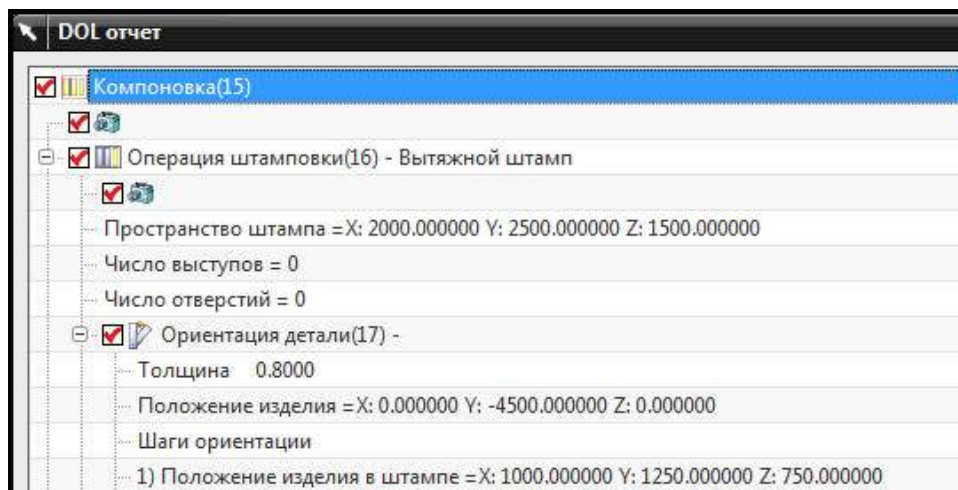 DOL отчет
Компоновка(15)
Операция штамповки(16) - Вытяжной штамп
Пространство штампа =X: 2000.000000 Y: 2500.000000 Z: 1500.000000
Число выступов = 0
Число отверстий = 0
Ориентация детали(17) -
Толщина 0.8000
Положение изделия =X: 0.000000 Y: -4500.000000 Z: 0.000000
Шаги ориентации
1) Положение изделия в штампе =X: 1000.000000 Y: 1250.000000 Z: 750.000000